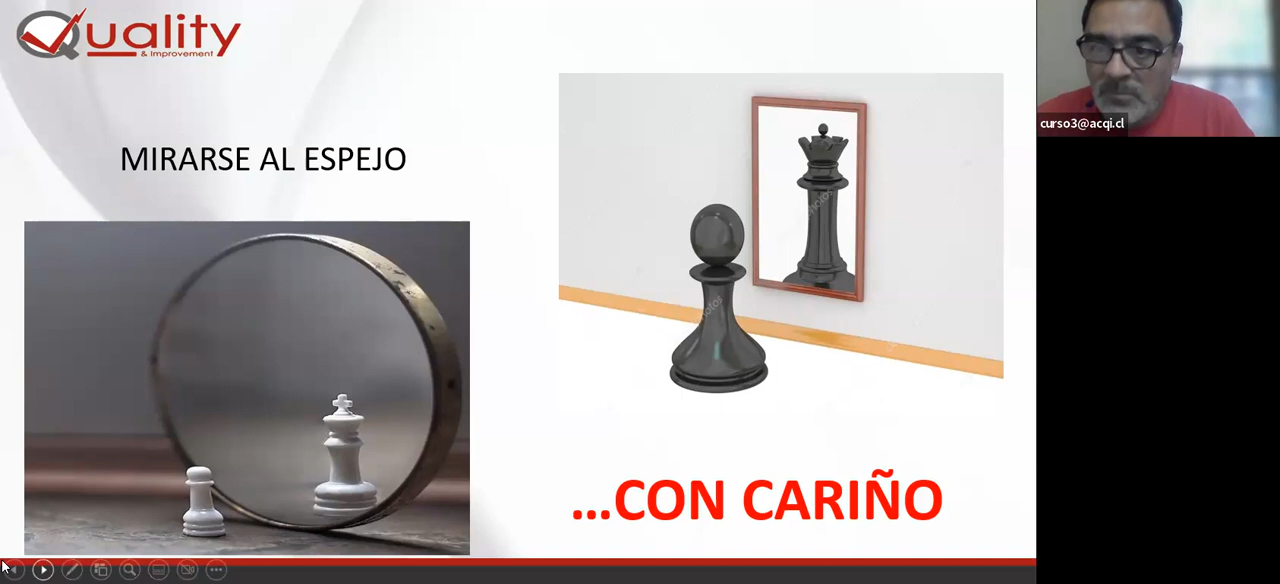 Quality
& Improvement
MIRARSE AL ESPEJO
...CON CARIÑO
curso3@acqi.cl